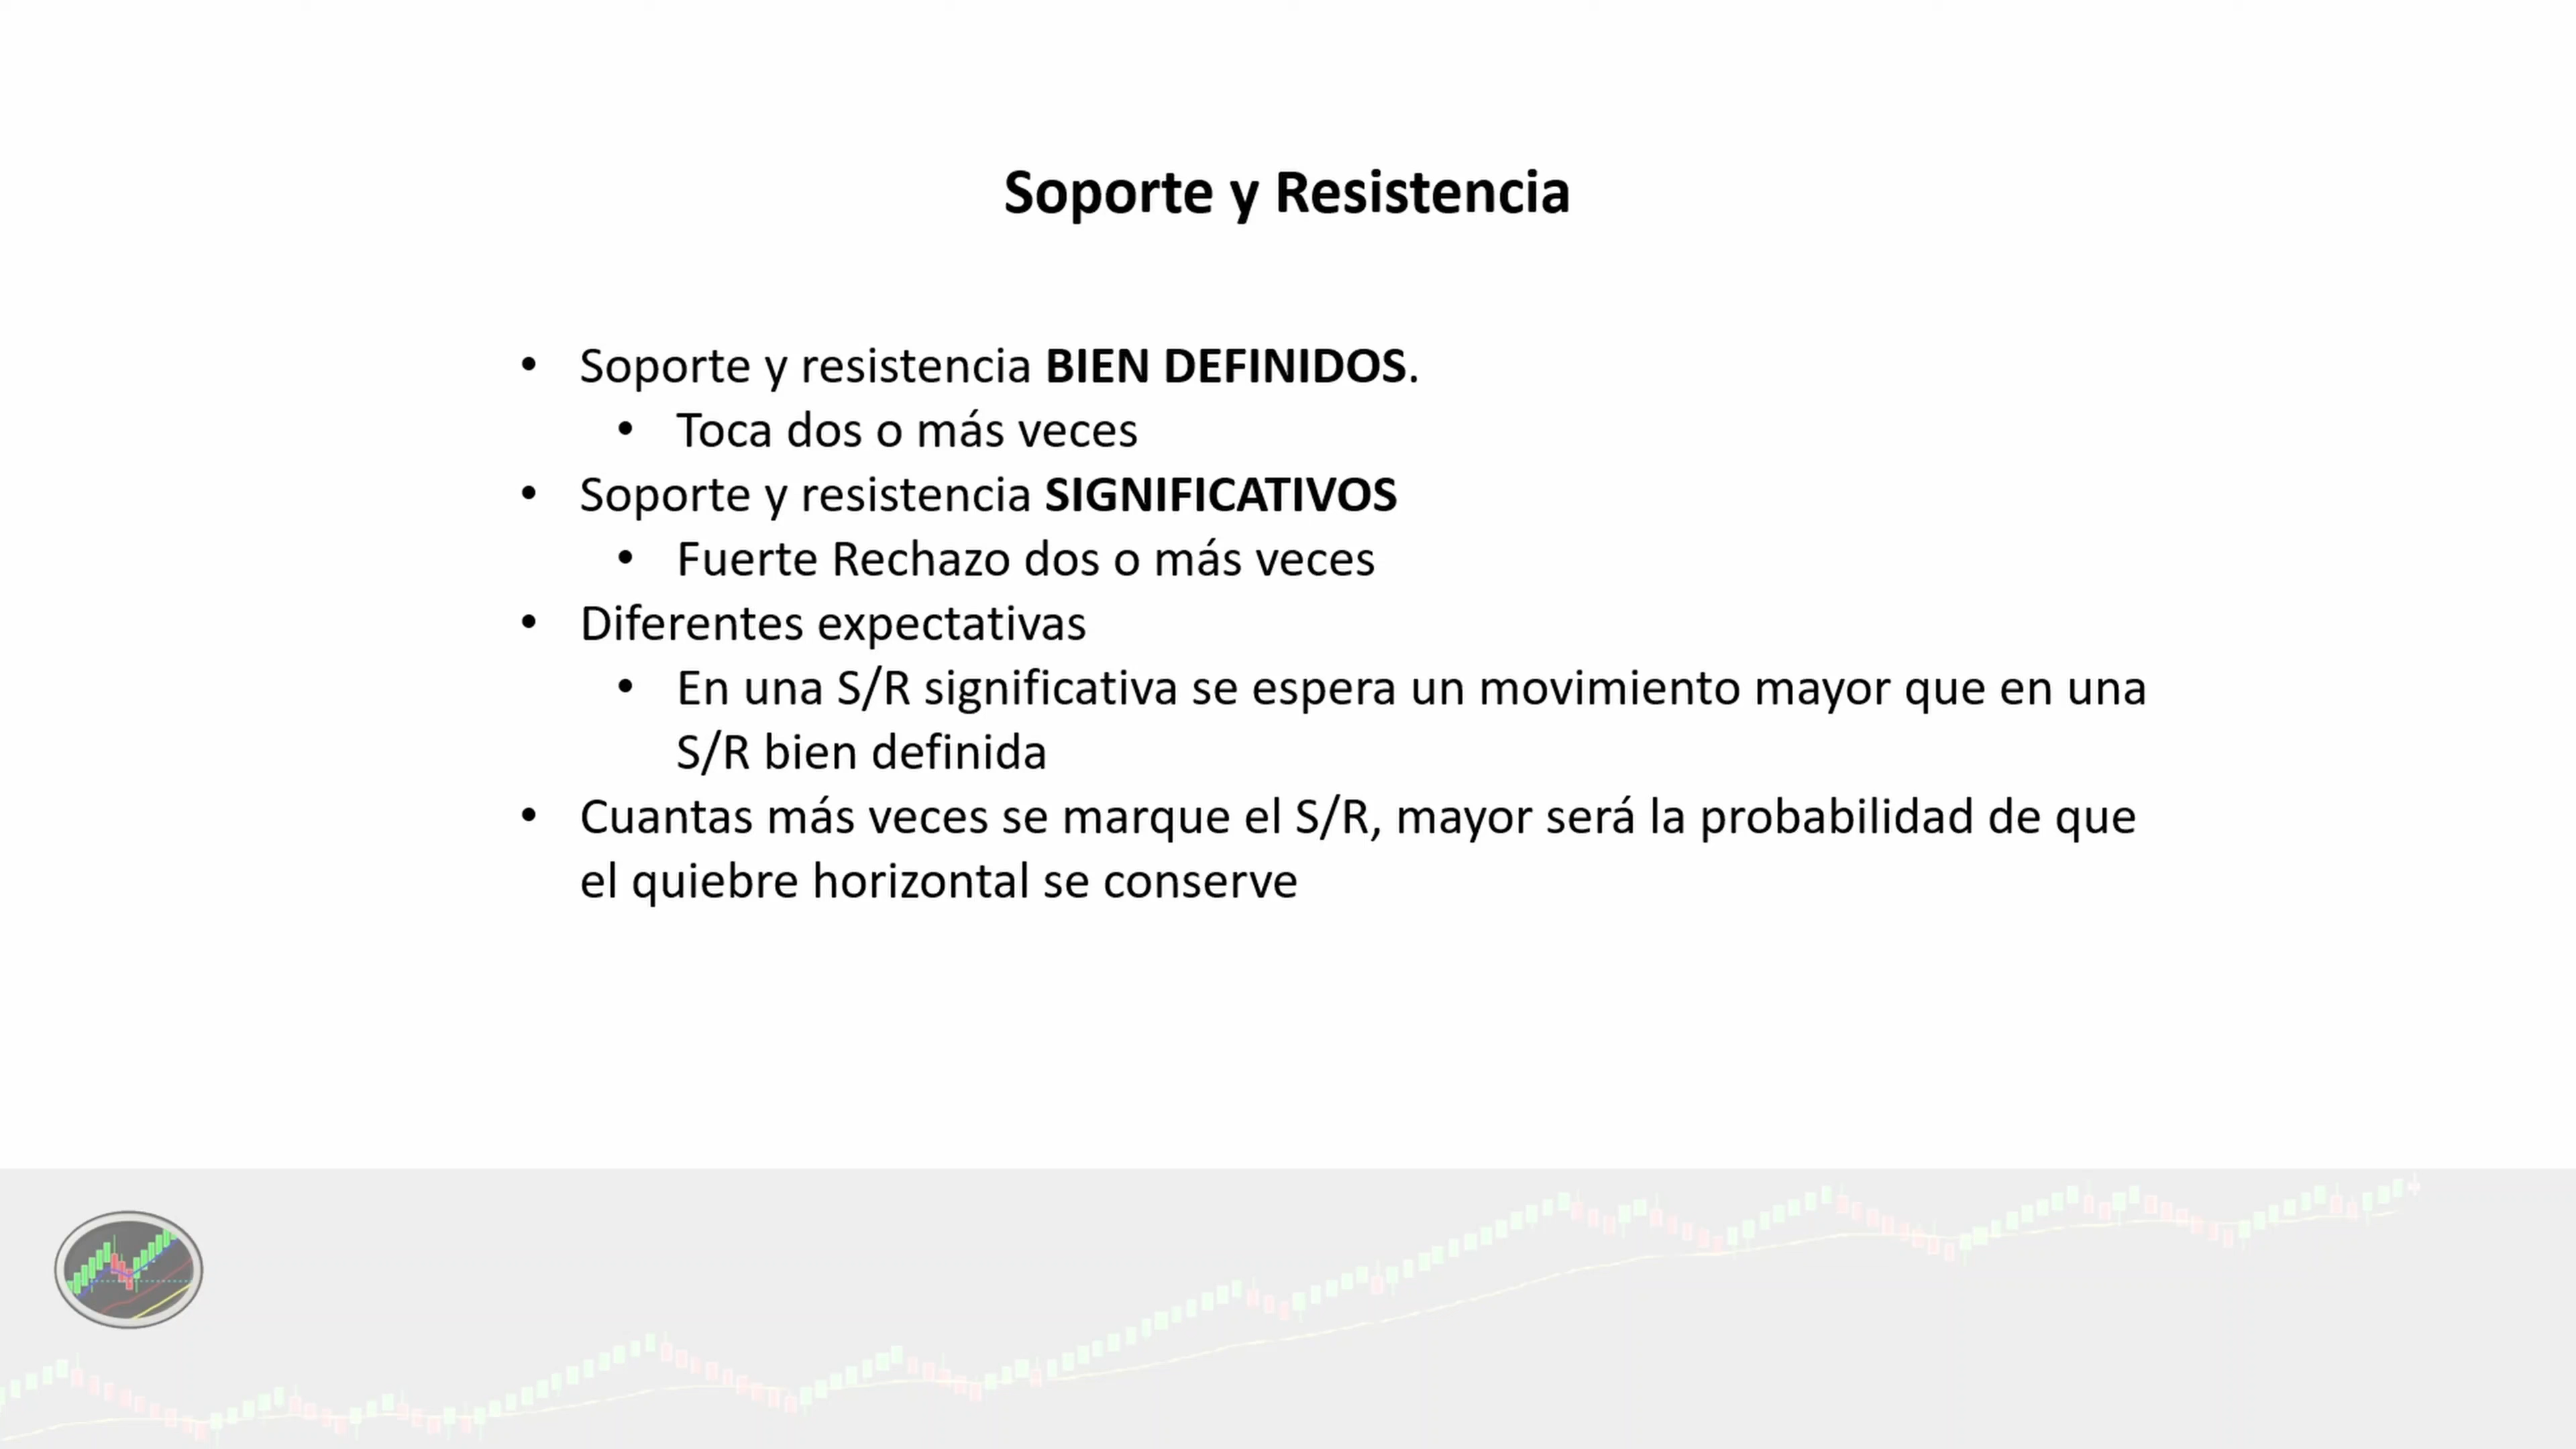 Soporte y Resistencia
• Soporte y resistencia BIEN DEFINIDOS.
• Toca dos o más veces
• Soporte y resistencia SIGNIFICATIVOS
• Fuerte Rechazo dos o más veces
• Diferentes expectativas
• En una S/R significativa se espera un movimiento mayor que en una
S/R bien definida
• Cuantas más veces se marque el S/R, mayor será la probabilidad de que
el quiebre horizontal se conserve